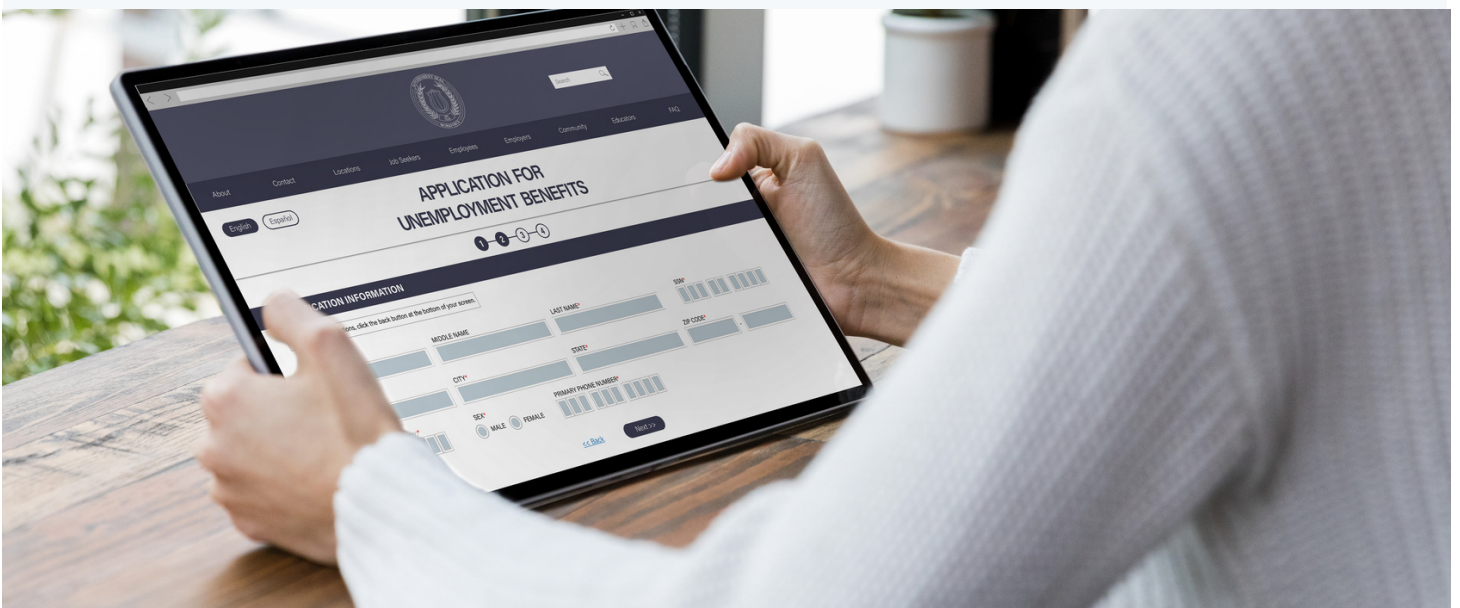 Search
About Contact Locations Job Seekers Employees Employers Community Educators FAQ
English Español
APPLICATION FOR
UNEMPLOYMENT BENEFITS
1 2 3 4
INFORMATION
click the back button at the bottom of your screen.
MIDDLE NAME LAST NAME* SSN*
CITY* STATE* ZIP CODE*
SEX* MALE FEMALE PRIMARY PHONE NUMBER*
<< Back Next >>